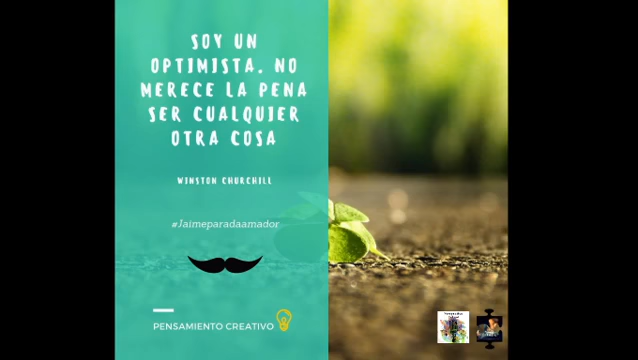 SOY UN
OPTIMISTA. NO
MERECE LA PENA
SER CUALQUIER
OTRA COSA
WINSTON CHURCHILL
#Jaimeparadaamador
PENSAMIENTO CREATIVO